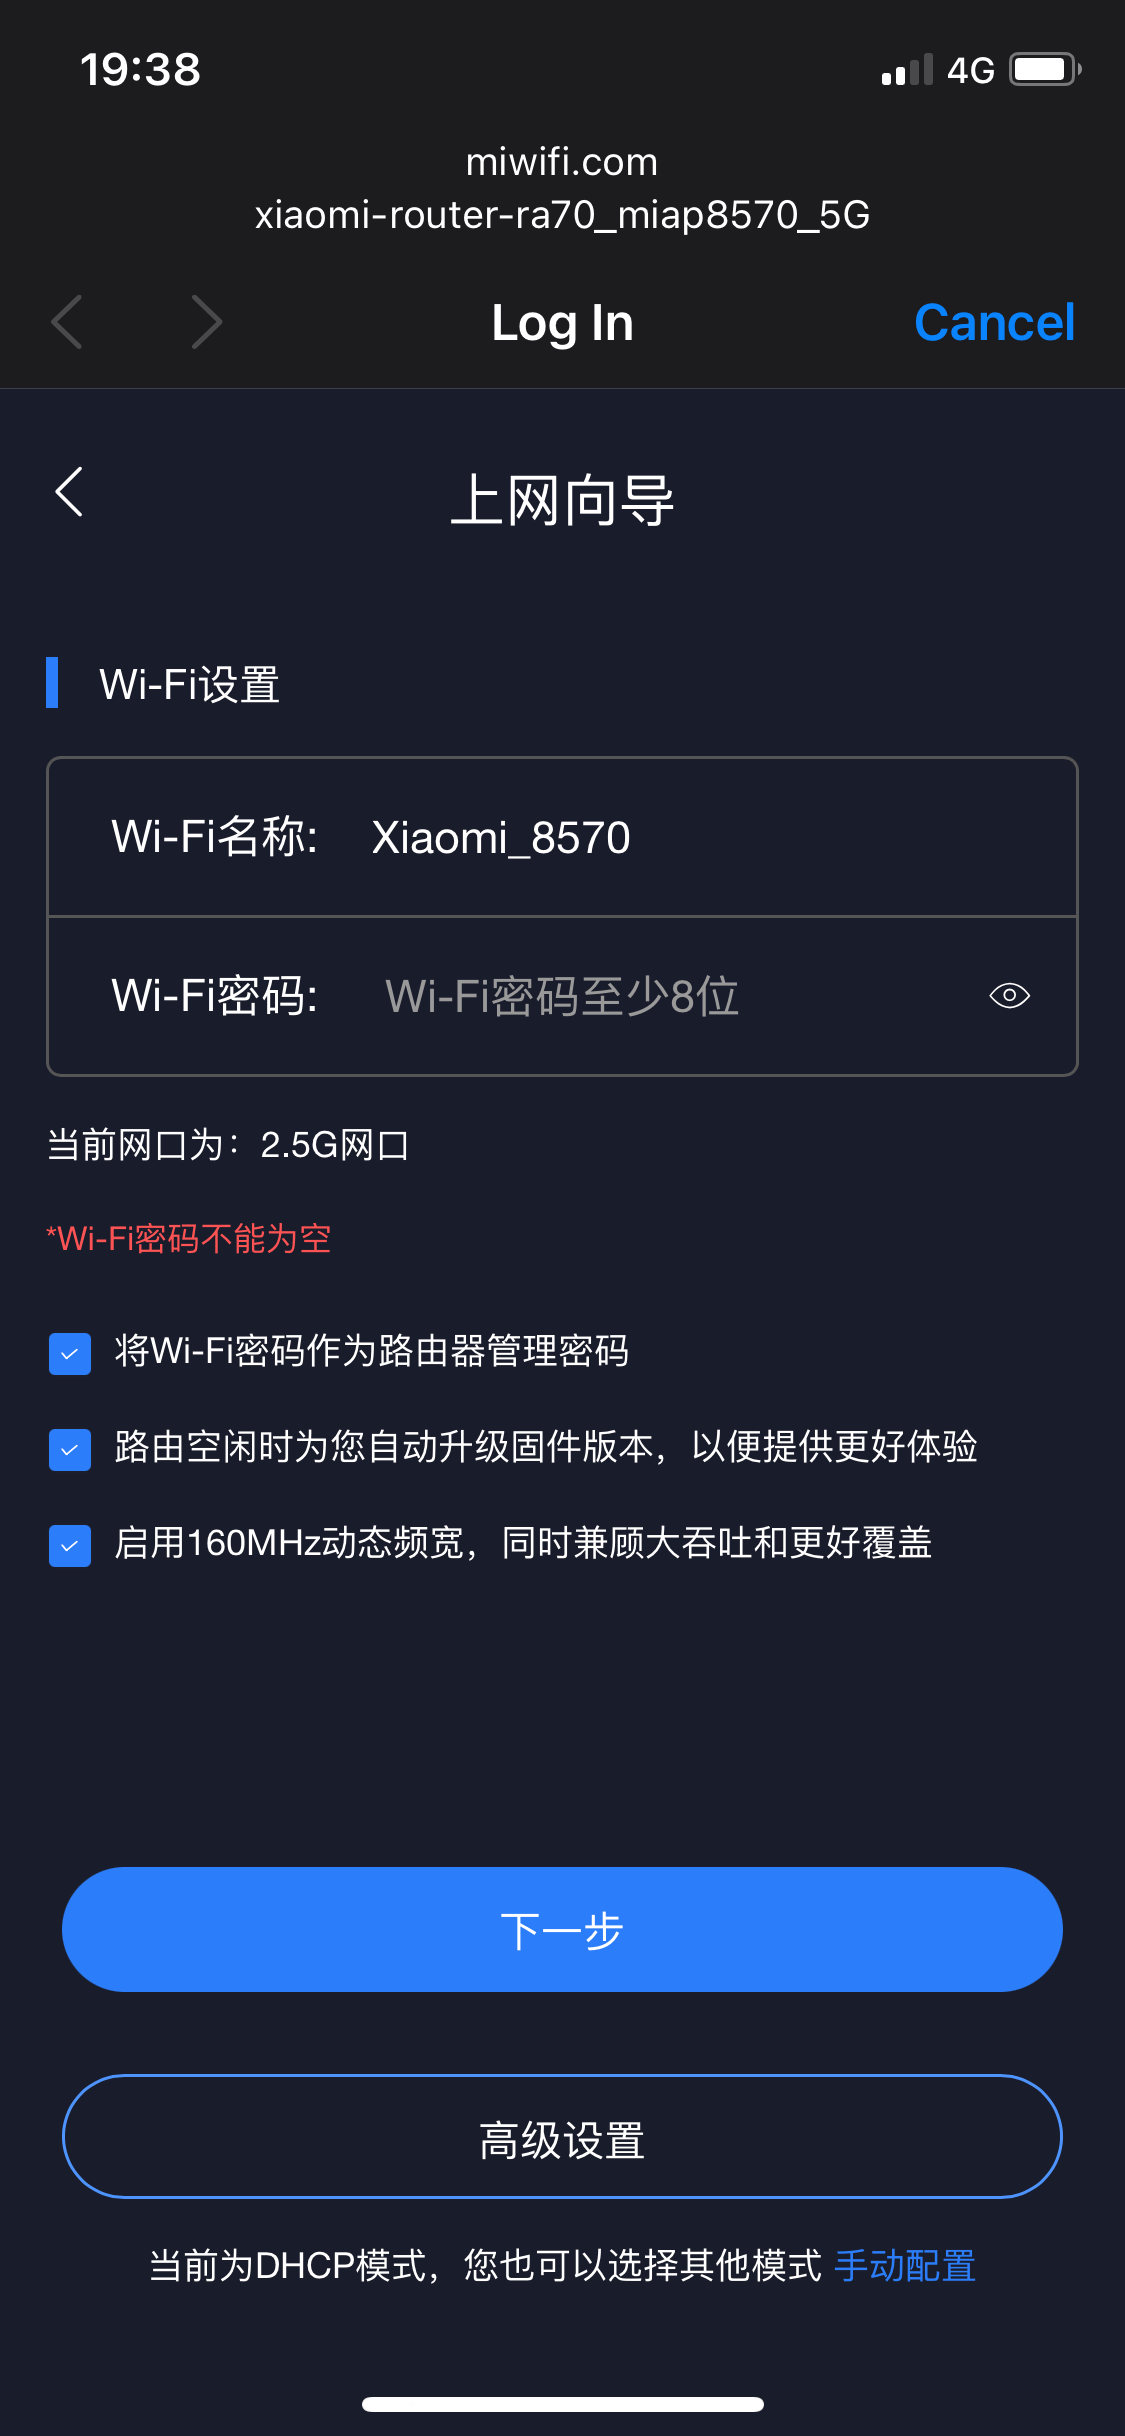 19:38
4G
miwifi.com
xiaomi-router-ra70_miap8570_5G
Log In
Cancel
上网向导
Wi-Fi设置
Wi-Fi名称: Xiaomi_8570
Wi-Fi密码: Wi-Fi密码至少8位
当前网口为：2.5G网口
*Wi-Fi密码不能为空
将Wi-Fi密码作为路由器管理密码
路由空闲时为您自动升级固件版本，以便提供更好体验
启用160MHz动态频宽，同时兼顾大吞吐和更好覆盖
下一步
高级设置
当前为DHCP模式，您也可以选择其他模式 手动配置